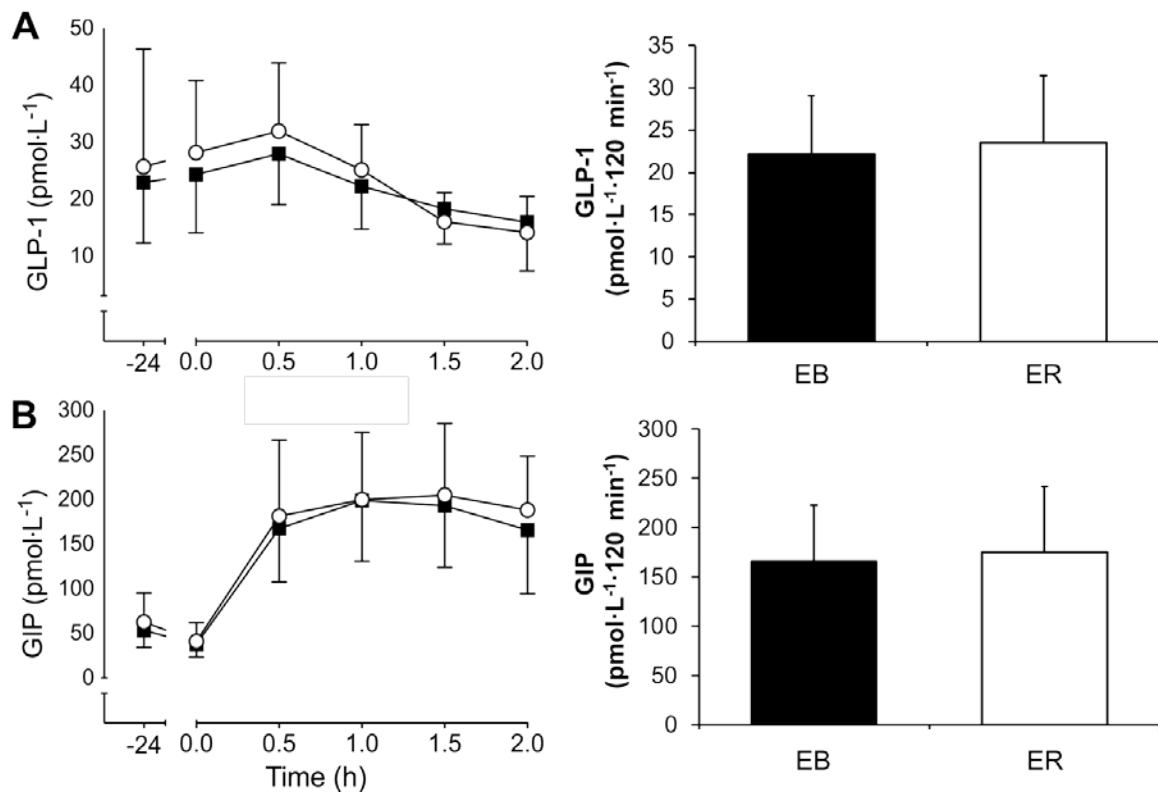 A
50
40
30
20
10
GLP-1 (pmol·L⁻¹)
-24 0.0 0.5 1.0 1.5 2.0
35
30
25
20
15
10
5
0
GLP-1
(pmol·L⁻¹·120 min⁻¹)
EB ER
B
300
250
200
150
100
50
0
GIP (pmol·L⁻¹)
-24 0.0 0.5 1.0 1.5 2.0
Time (h)
300
250
200
150
100
50
0
GIP
(pmol·L⁻¹·120 min⁻¹)
EB ER